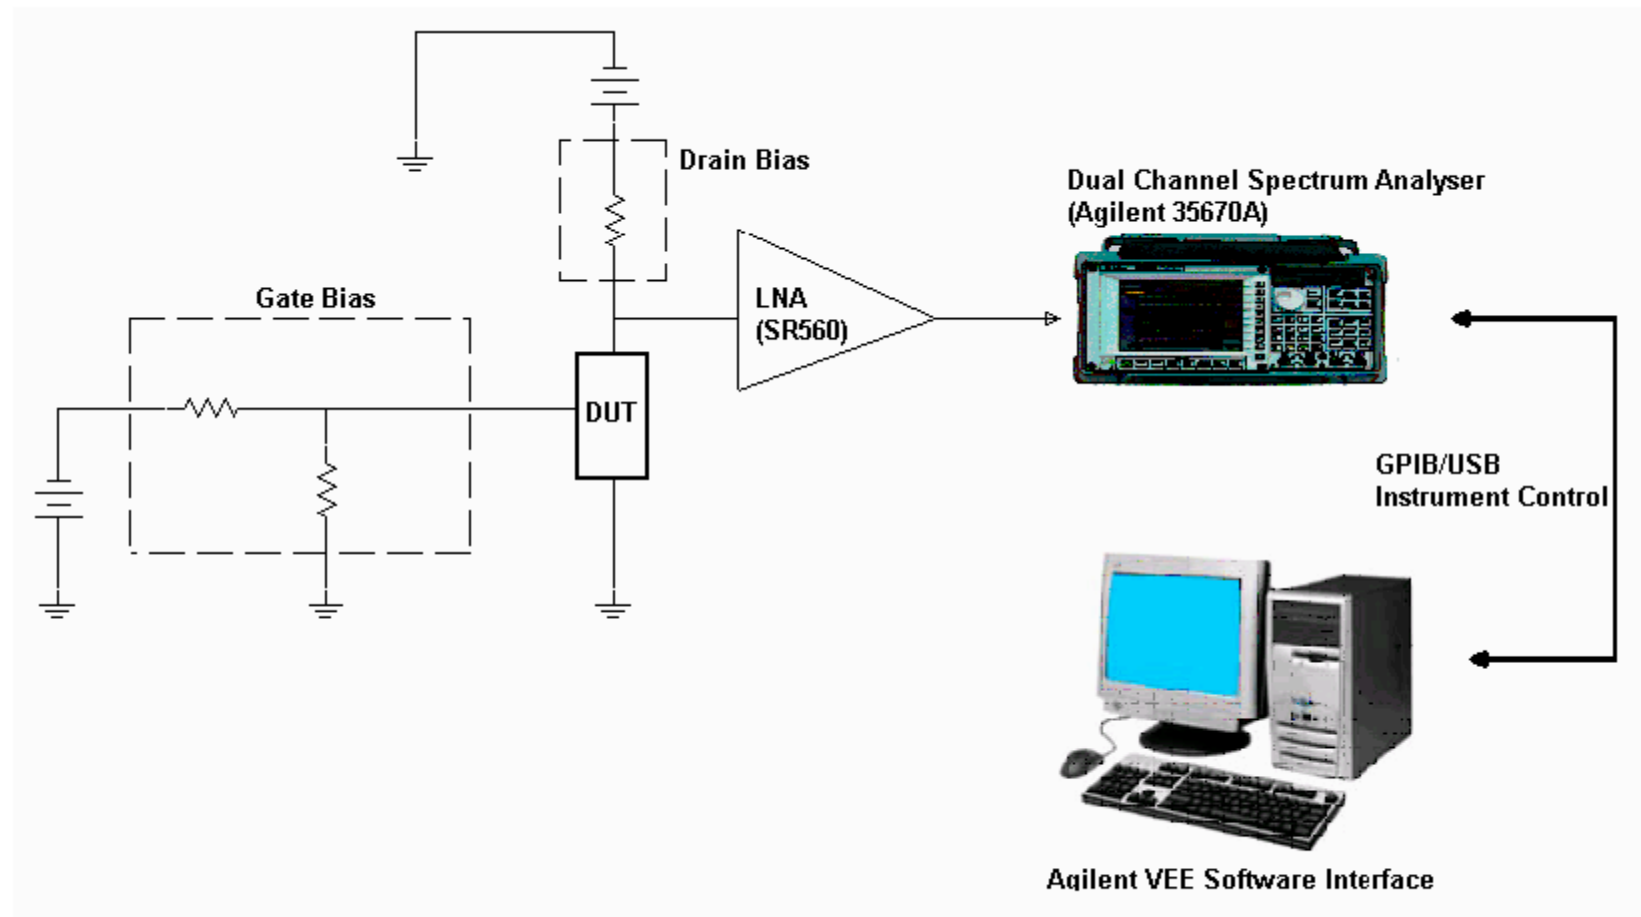 Drain Bias
Dual Channel Spectrum Analyser
(Agilent 35670A)
Gate Bias
LNA
(SR560)
DUT
GPIB/USB
Instrument Control
Agilent VEE Software Interface